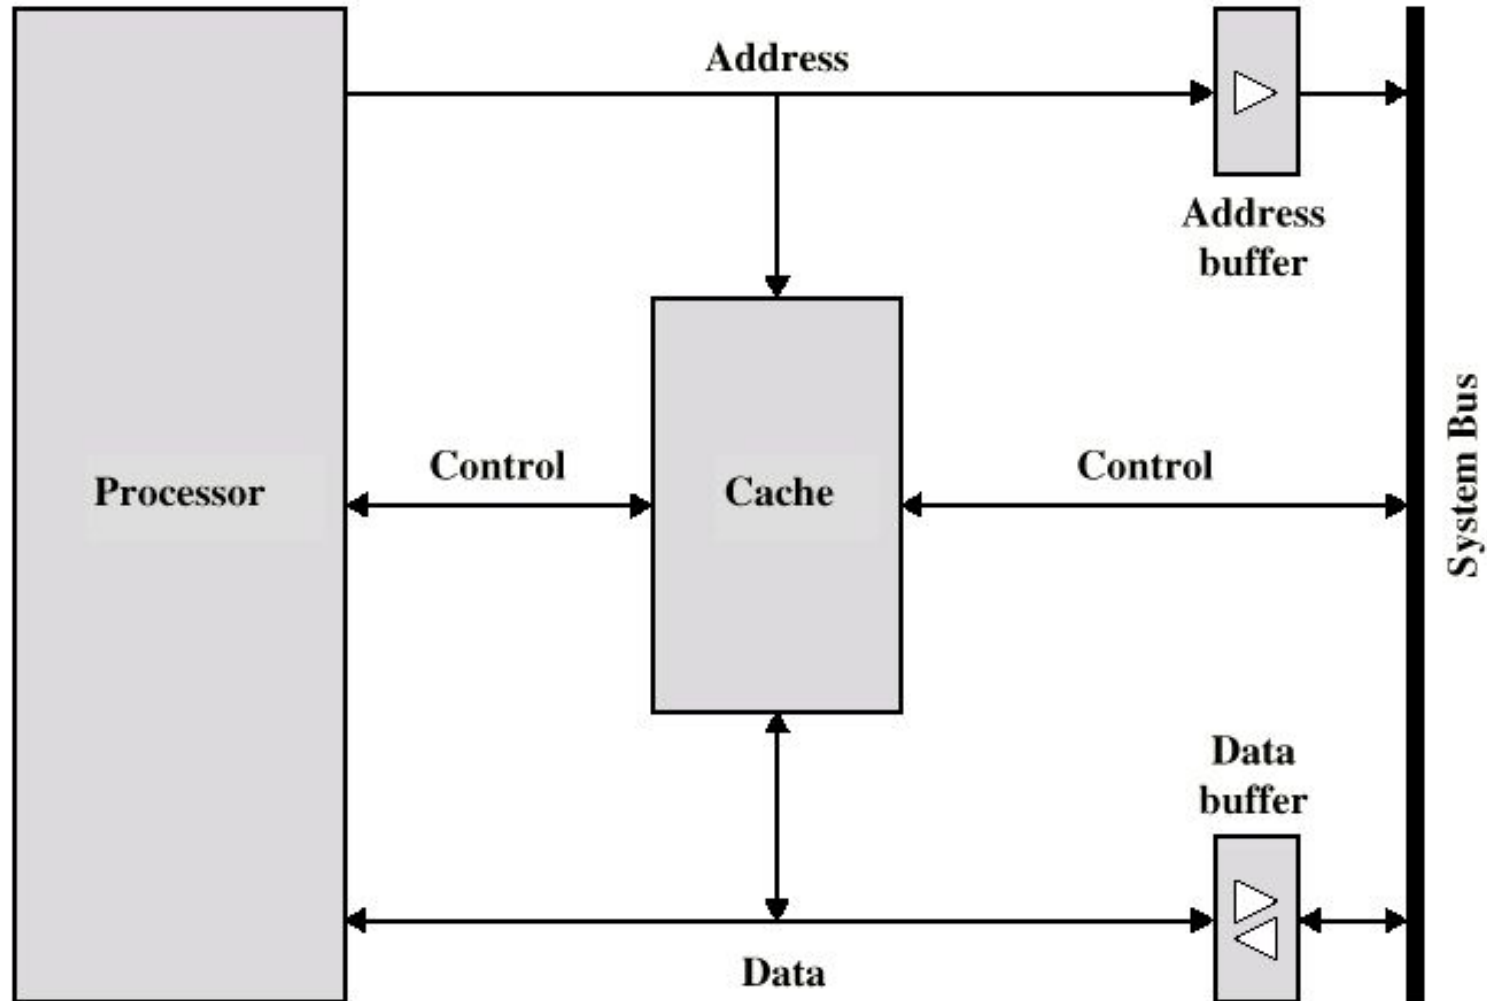 Address
Address
buffer
Processor
Control
Cache
Control
System Bus
Data
buffer
Data